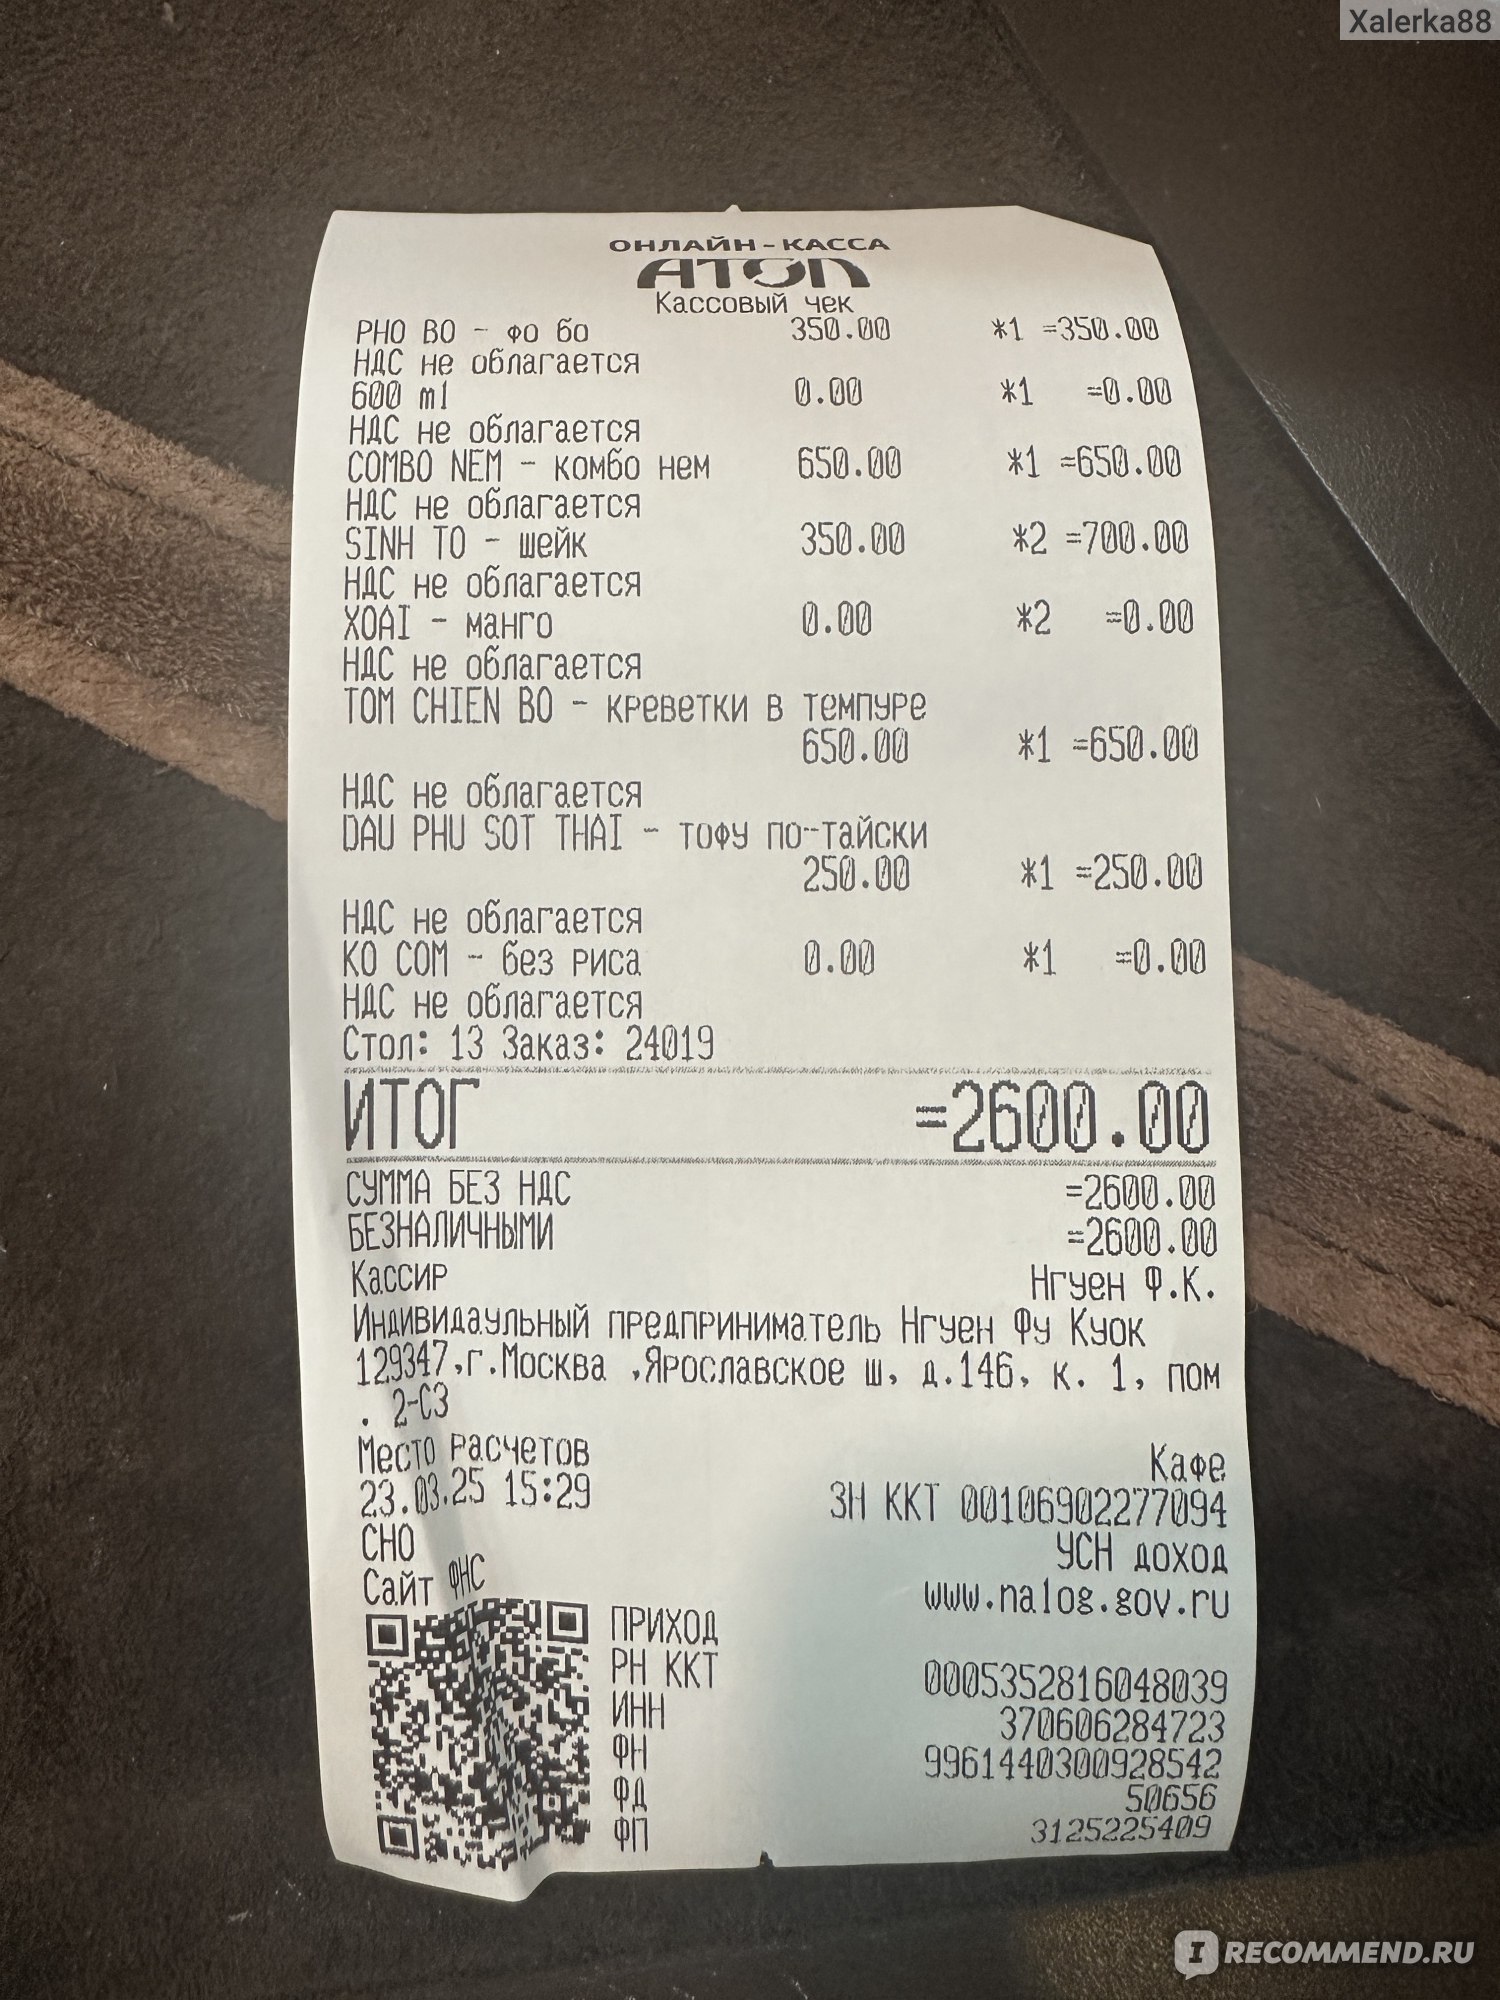 Xalerka88
ОНЛАЙН-КАССА
АТОЛ
Кассовый чек
PHO BO - фо бо 350.00 *1 =350.00
НДС не облагается
600 ml 0.00 *1 =0.00
НДС не облагается
COMBO NEM - комбо нем 650.00 *1 =650.00
НДС не облагается
SINH TO - шейк 350.00 *2 =700.00
НДС не облагается
XOAI - манго 0.00 *2 =0.00
НДС не облагается
TOM CHIEN BO - креветки в темпуре
650.00 *1 =650.00
НДС не облагается
DAU PHU SOT THAI - тофу по-тайски
250.00 *1 =250.00
НДС не облагается
KO COM - без риса 0.00 *1 =0.00
НДС не облагается
Стол: 13 Заказ: 24019
ИТОГ =2600.00
СУММА БЕЗ НДС =2600.00
БЕЗНАЛИЧНЫМИ =2600.00
Кассир Нгуен Ф.К.
Индивидаульный предприниматель Нгуен Фу Куок
129347,г.Москва ,Ярославское ш, д.146, к. 1, пом
. 2-С3
Место расчетов Кафе
23.03.25 15:29 ЗН ККТ 00106902277094
СНО УСН доход
Сайт ФНС www.nalog.gov.ru
ПРИХОД
РН ККТ 0005352816048039
ИНН 370606284723
ФН 9961440300928542
ФД 50656
ФП 3125225409
I RECOMMEND.RU